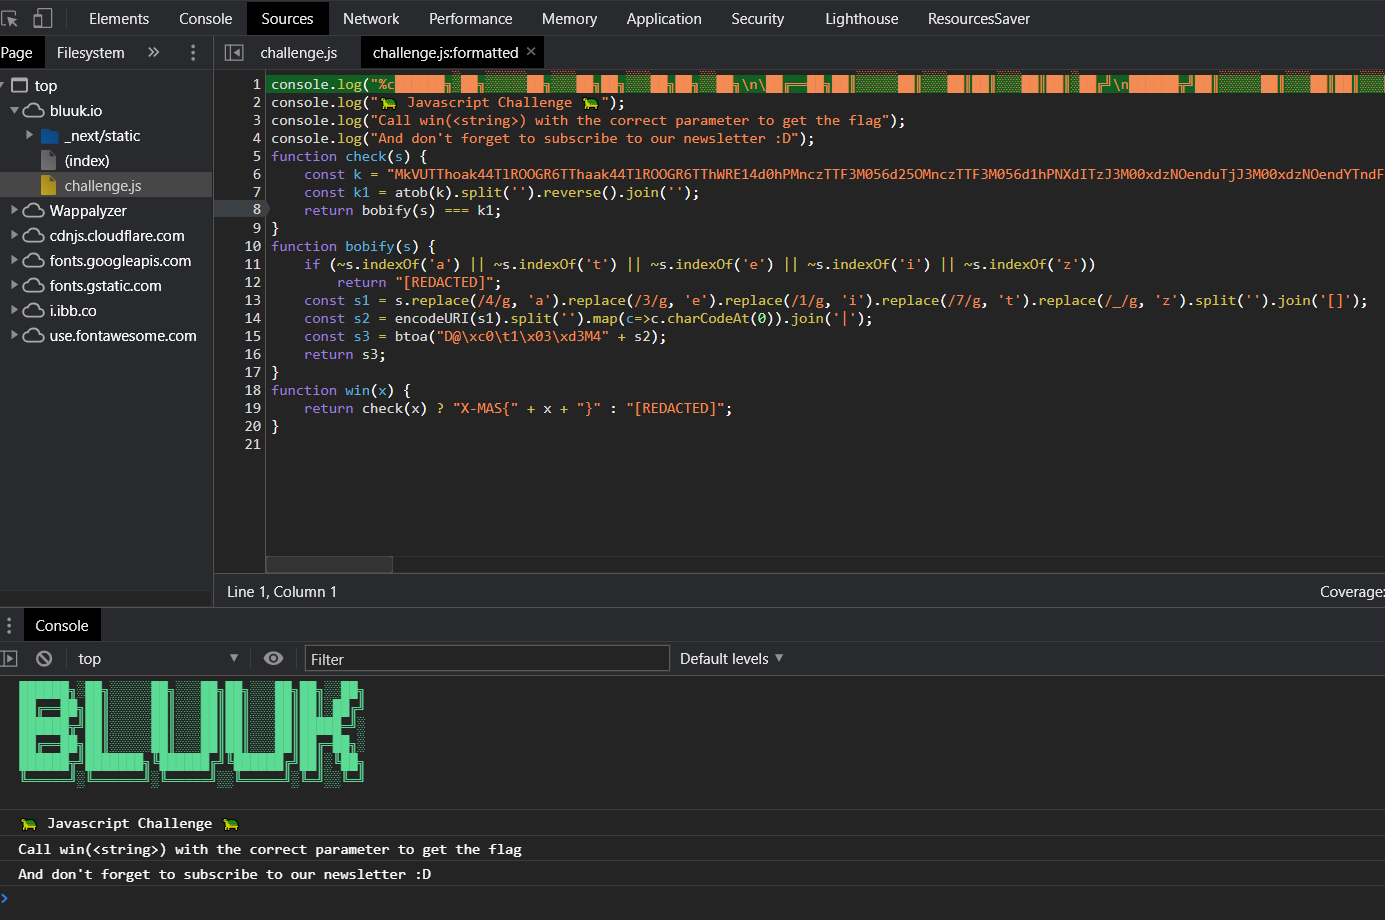 Elements Console Sources Network Performance Memory Application Security Lighthouse ResourcesSaver
Page Filesystem » challenge.js challenge.js:formatted ×
top
bluuk.io
_next/static
(index)
challenge.js
Wappalyzer
cdnjs.cloudflare.com
fonts.googleapis.com
fonts.gstatic.com
i.ibb.co
use.fontawesome.com
1 console.log("%c
2 console.log("🐢 Javascript Challenge 🐢");
3 console.log("Call win(<string>) with the correct parameter to get the flag");
4 console.log("And don't forget to subscribe to our newsletter :D");
5 function check(s) {
6 const k = "MkVUTThoak44TlROOGR6TThaak44TlROOGR6TThWRE14d0hPMnczTTF3M056d25OMnczTTF3M056d1hPNXdITzJ3M00xdzNOenduTjJ3M00xdzNOendYTndF
7 const k1 = atob(k).split('').reverse().join('');
8 return bobify(s) === k1;
9 }
10 function bobify(s) {
11 if (~s.indexOf('a') || ~s.indexOf('t') || ~s.indexOf('e') || ~s.indexOf('i') || ~s.indexOf('z'))
12 return "[REDACTED]";
13 const s1 = s.replace(/4/g, 'a').replace(/3/g, 'e').replace(/1/g, 'i').replace(/7/g, 't').replace(/_/g, 'z').split('').join('[]');
14 const s2 = encodeURI(s1).split('').map(c=>c.charCodeAt(0)).join('|');
15 const s3 = btoa("D@\xc0\t1\x03\xd3M4" + s2);
16 return s3;
17 }
18 function win(x) {
19 return check(x) ? "X-MAS{" + x + "}" : "[REDACTED]";
20 }
21
Line 1, Column 1 Coverage:
Console
top Filter Default levels
BLUUK
🐢 Javascript Challenge 🐢
Call win(<string>) with the correct parameter to get the flag
And don't forget to subscribe to our newsletter :D